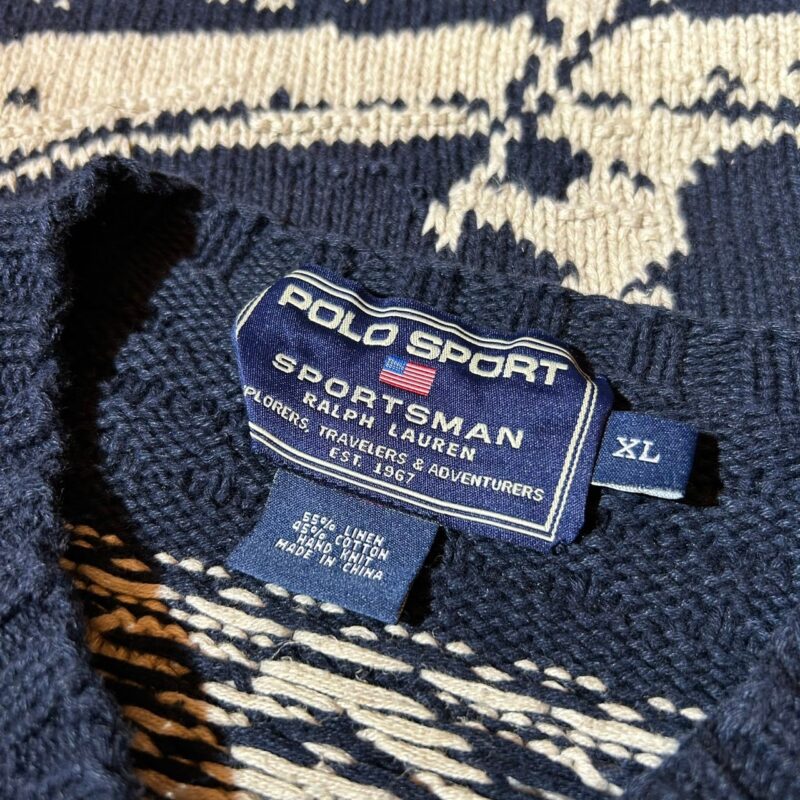 POLO SPORT
SPORTSMAN
RALPH LAUREN
PLORERS, TRAVELERS & ADVENTURERS
EST. 1967
XL
55% LINEN
45% COTTON
HAND KNIT
MADE IN CHINA